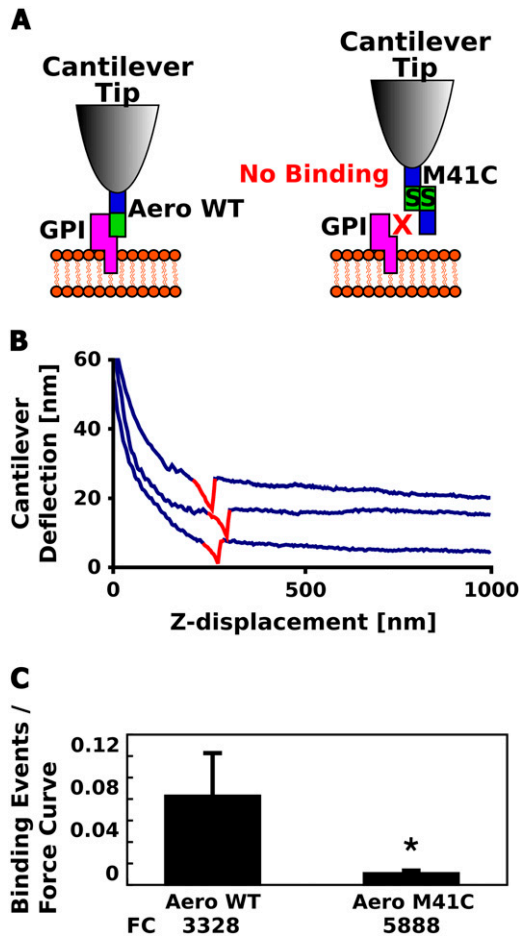 A
Cantilever
Tip
Aero WT
GPI
Cantilever
Tip
No Binding
M41C
SS
X
B
Cantilever
Deflection [nm]
60
40
20
0
0
500
1000
Z-displacement [nm]
C
Binding Events /
Force Curve
0.12
0.08
0.04
0
*
Aero WT
Aero M41C
FC 3328 5888